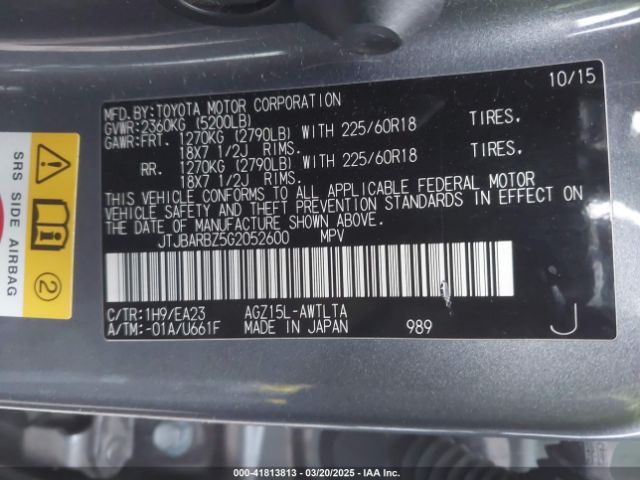 10/15
MFD.BY:TOYOTA MOTOR CORPORATION
GVWR:2360KG (5200LB)
GAWR:FRT. 1270KG (2790LB) WITH 225/60R18 TIRES.
18X7 1/2J RIMS.
RR. 1270KG (2790LB) WITH 225/60R18 TIRES.
18X7 1/2J RIMS.
THIS VEHICLE CONFORMS TO ALL APPLICABLE FEDERAL MOTOR
VEHICLE SAFETY AND THEFT PREVENTION STANDARDS IN EFFECT ON
THE DATE OF MANUFACTURE SHOWN ABOVE.
JTJBARBZ5G2052600 MPV
C/TR:1H9/EA23 AGZ15L-AWTLTA
A/TM:-01A/U661F MADE IN JAPAN 989 J
SRS SIDE AIRBAG
2
000-41813813 - 03/20/2025 - IAA Inc.